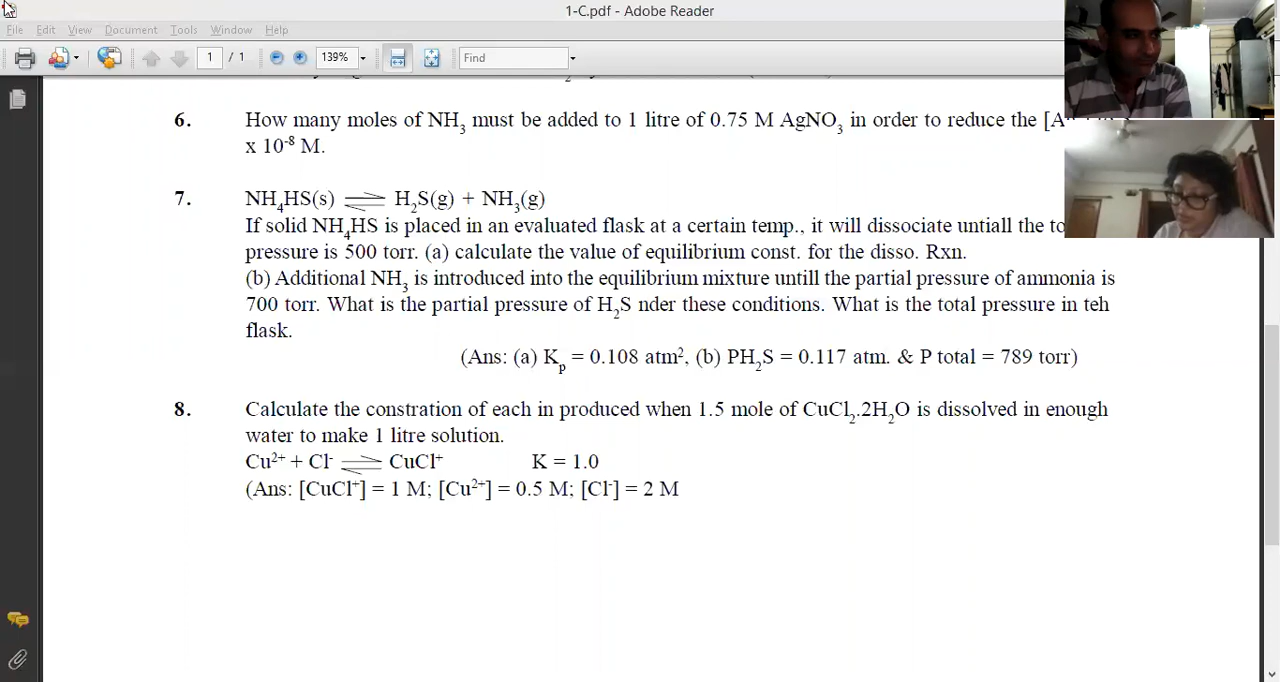 1-C.pdf - Adobe Reader
File Edit View Document Tools Window Help
1 / 1 139% Find
6. How many moles of NH3 must be added to 1 litre of 0.75 M AgNO3 in order to reduce the
x 10-8 M.
7. NH4HS(s) ⇌ H2S(g) + NH3(g)
If solid NH4HS is placed in an evaluated flask at a certain temp., it will dissociate untiall the
pressure is 500 torr. (a) calculate the value of equilibrium const. for the disso. Rxn.
(b) Additional NH3 is introduced into the equilibrium mixture untill the partial pressure of ammonia is
700 torr. What is the partial pressure of H2S nder these conditions. What is the total pressure in teh
flask.
(Ans: (a) Kp = 0.108 atm2, (b) PH2S = 0.117 atm. & P total = 789 torr)
8. Calculate the constration of each in produced when 1.5 mole of CuCl2.2H2O is dissolved in enough
water to make 1 litre solution.
Cu2+ + Cl- ⇌ CuCl+ K = 1.0
(Ans: [CuCl+] = 1 M; [Cu2+] = 0.5 M; [Cl-] = 2 M